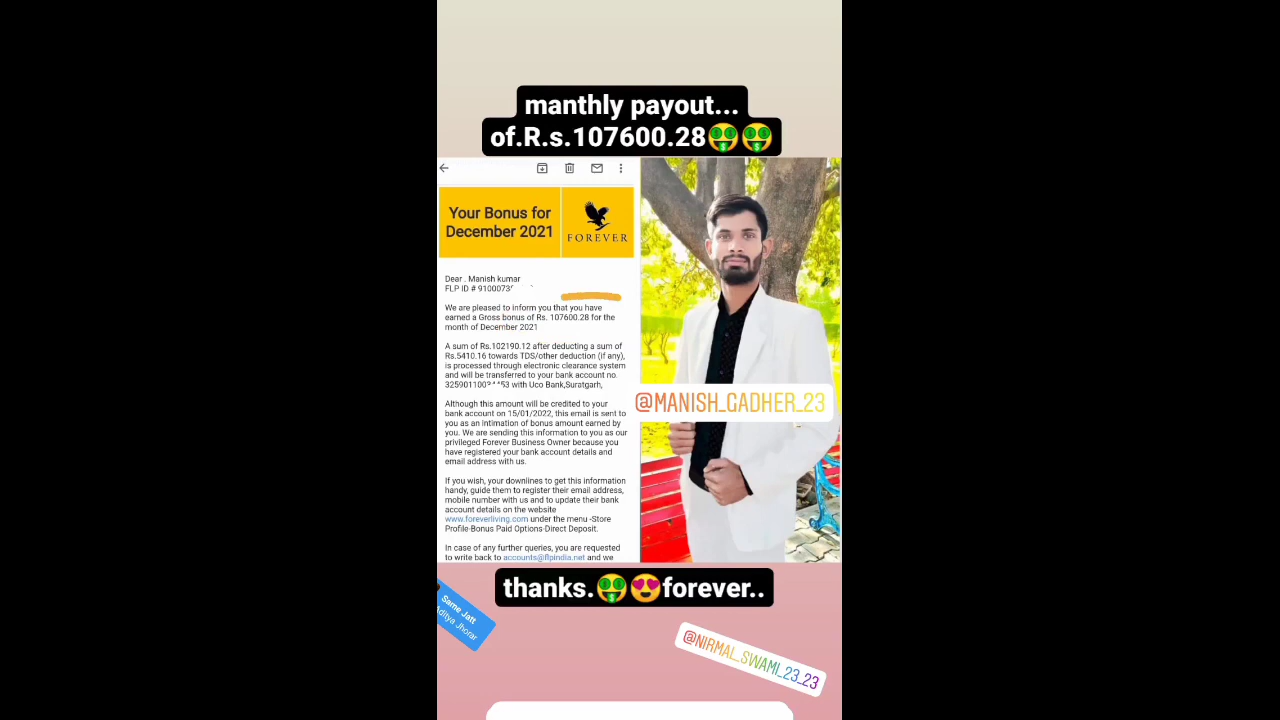 manthly payout...
of.R.s.107600.28🤑🤑
Your Bonus for
December 2021
FOREVER
Dear . Manish kumar
FLP ID # 9100073
We are pleased to inform you that you have
earned a Gross bonus of Rs. 107600.28 for the
month of December 2021
A sum of Rs.102190.12 after deducting a sum of
Rs.5410.16 towards TDS/other deduction (if any),
is processed through electronic clearance system
and will be transferred to your bank account no.
with Uco Bank,Suratgarh,
Although this amount will be credited to your
bank account on 15/01/2022, this email is sent to
you as an intimation of bonus amount earned by
you. We are sending this information to you as our
privileged Forever Business Owner because you
have registered your bank account details and
email address with us.
If you wish, your downlines to get this information
handy, guide them to register their email address,
mobile number with us and to update their bank
account details on the website
www.foreverliving.com under the menu -Store
Profile-Bonus Paid Options-Direct Deposit.
In case of any further queries, you are requested
to write back to accounts@flpindia.net and we
@MANISH_GADHER_23
thanks.🤑😍forever..
Same Jatt
Aditya Jhorar
@NIRMAL_SWAMI_23_23